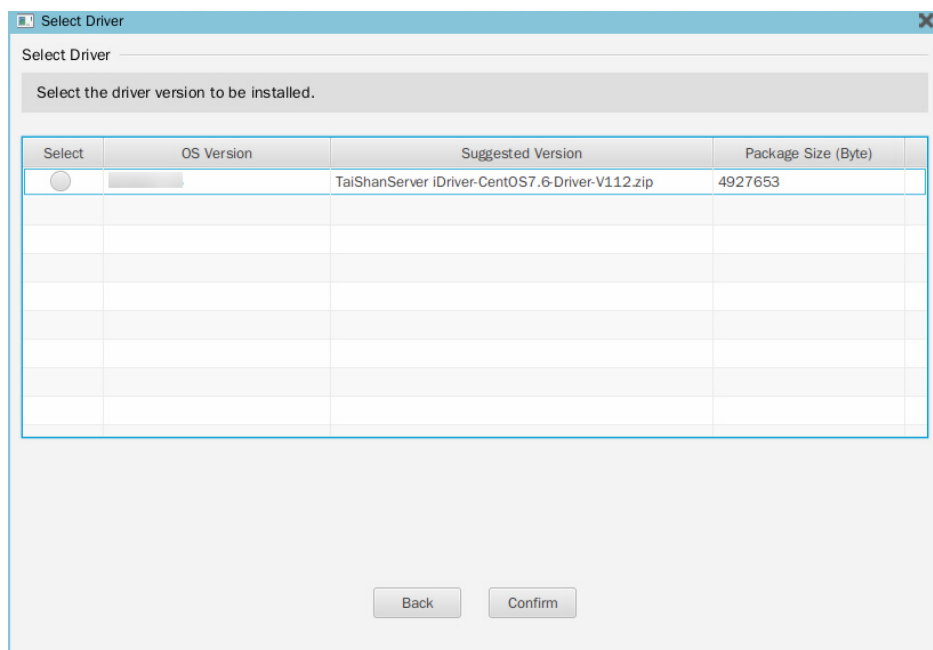 Select Driver
Select Driver
Select the driver version to be installed.
Select OS Version Suggested Version Package Size (Byte)
TaiShanServer iDriver-CentOS7.6-Driver-V112.zip 4927653
Back Confirm